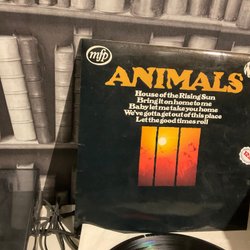 mfp
ANIMALS
House of the Rising Sun
Bring it on home to me
Baby let me take you home
We've gotta get out of this place
Let the good times roll